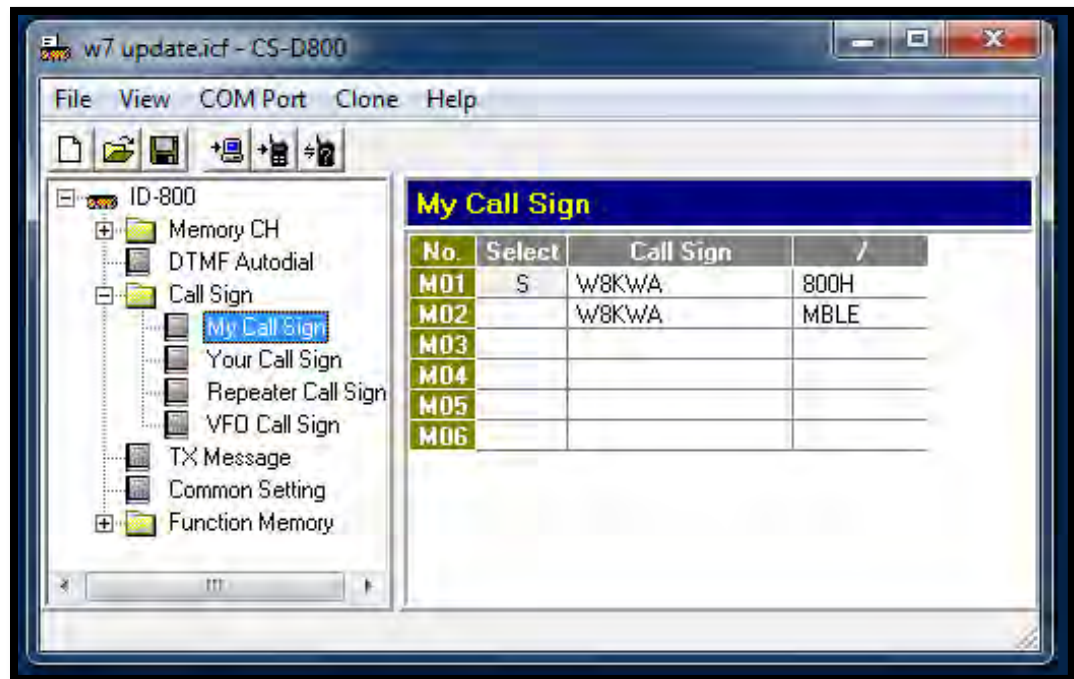 w7 update.icf - CS-D800
File View COM Port Clone Help
ID-800
Memory CH
DTMF Autodial
Call Sign
My Call Sign
Your Call Sign
Repeater Call Sign
VFO Call Sign
TX Message
Common Setting
Function Memory
My Call Sign
No. Select Call Sign /
M01 S W8KWA 800H
M02 W8KWA MBLE
M03
M04
M05
M06